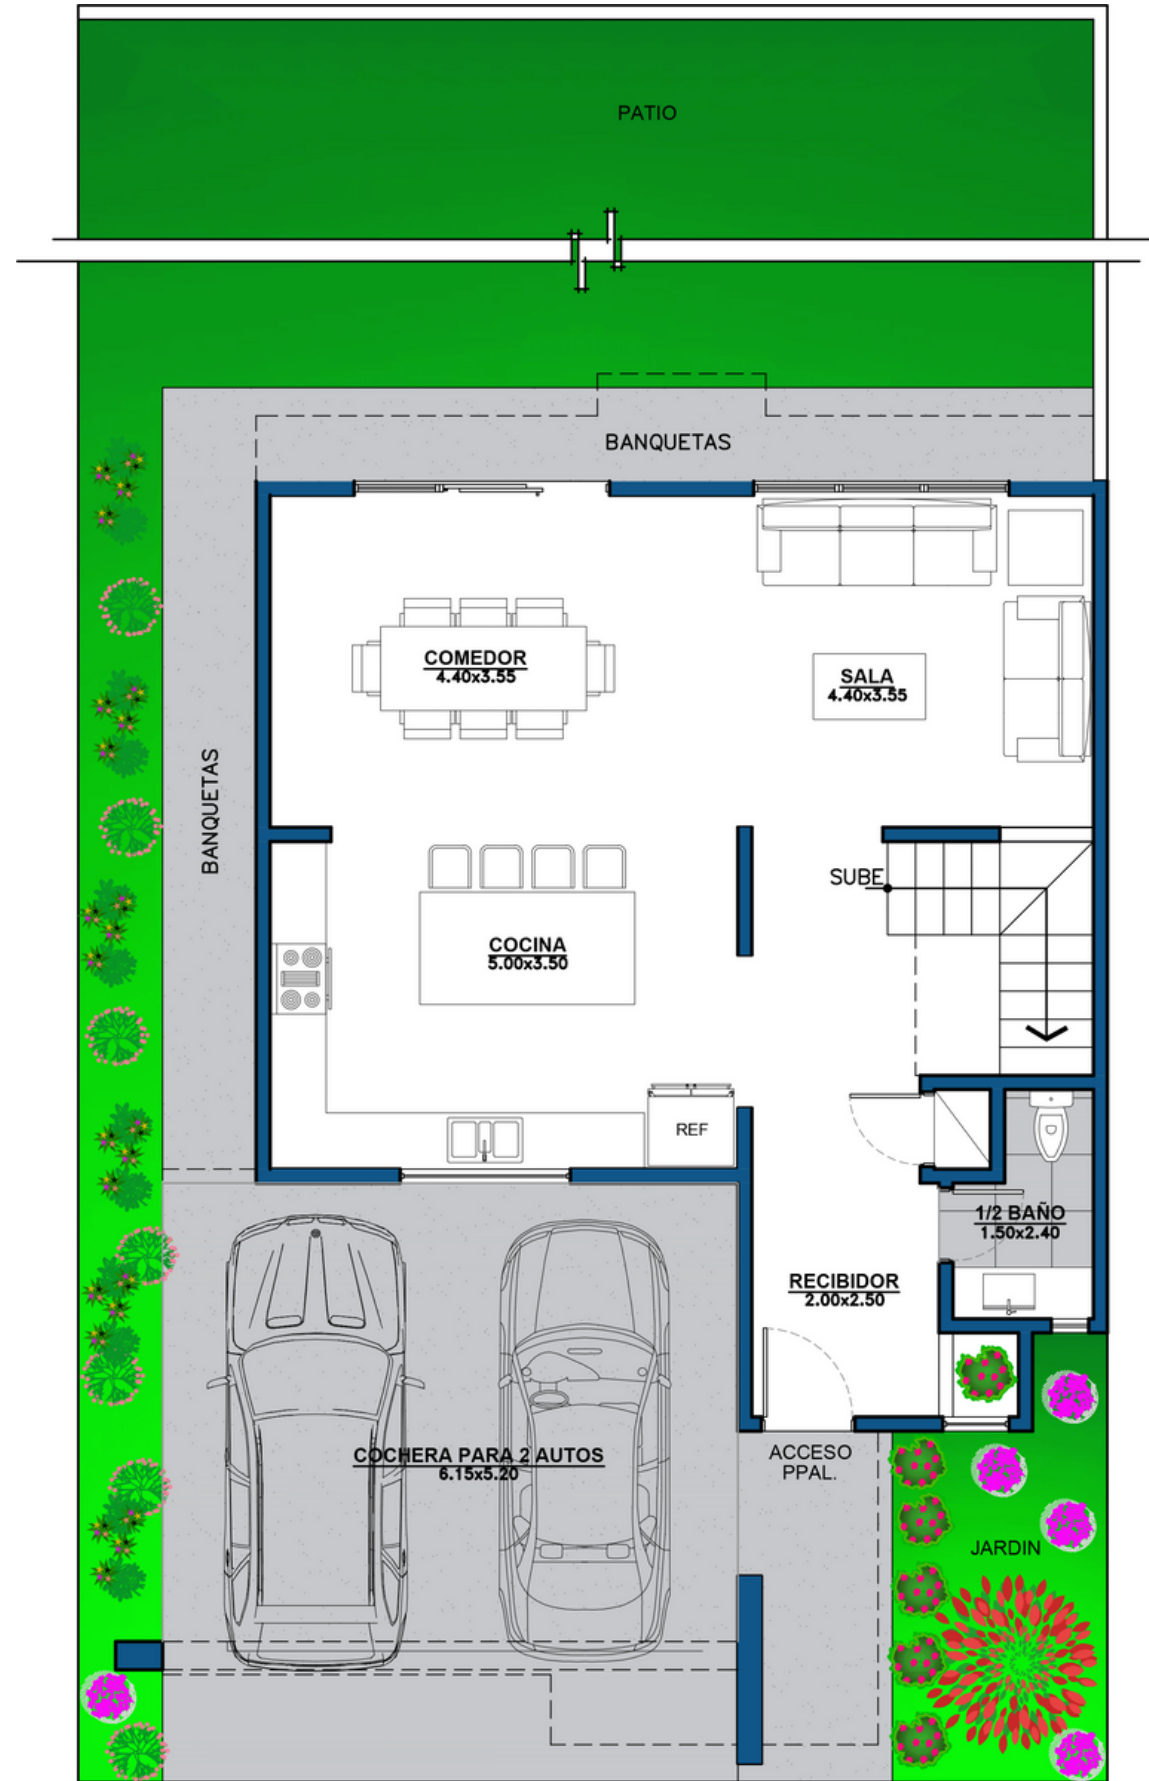 PATIO
BANQUETAS
COMEDOR
4.40x3.55
SALA
4.40x3.55
BANQUETAS
SUBE
COCINA
5.00x3.50
REF
1/2 BAÑO
1.50x2.40
RECIBIDOR
2.00x2.50
COCHERA PARA 2 AUTOS
6.15x5.20
ACCESO
PPAL.
JARDIN